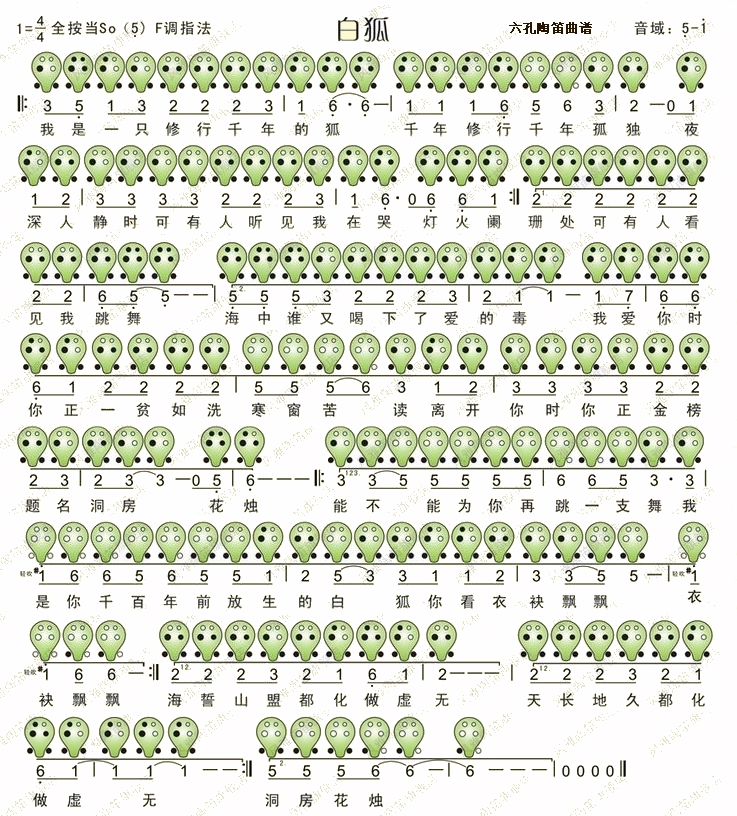 1=4/4 全按当So（5）F调指法 白狐 六孔陶笛曲谱 音域：5-i
3 5 1 3 2 2 2 3 1 6· 6 — 1 1 1 6 5 6 3 2 — 0 1
我是一只修行千年的狐 千年修行千年孤独 夜
1 2 3 3 3 3 2 2 2 3 1 6· 0 6 6 1 2 2 2 2 2 2
深人静时可有人听见我在哭 灯火阑珊处可有人看
2 2 6 5 5 — — 5 5 5 3 2 2 2 3 2 1 1 — 1 7 6 6
见我跳舞 海中谁又喝下了爱的毒 我爱你时
6 1 2 2 2 2 5 5 5 6 3 1 2 3 3 3 3 2 2
你正一贫如洗寒窗苦 读离开你时你正金榜
2 3 2 3 3 — 0 5 6 — — — 3 3 5 5 5 5 5 6 6 5 3 · 3
题名洞房 花烛 能不 能为你再跳一支舞我
轻吹 #1 6 6 5 6 5 5 1 2 5 3 3 1 1 2 3 3 5 5 5 — 轻吹 #1
是你千百年前放生的白 狐你看衣袂飘飘 衣
轻吹 #1 6 6 — 2 2 2 3 2 1 6 1 2 — — — 2 2 2 3 2 1
袂飘飘 海誓山盟都化做虚无 天长地久都化
6 1 1 1 1 — — — 5 5 5 6 6 — 6 — — — 0 0 0 0
做虚 无 洞房花烛